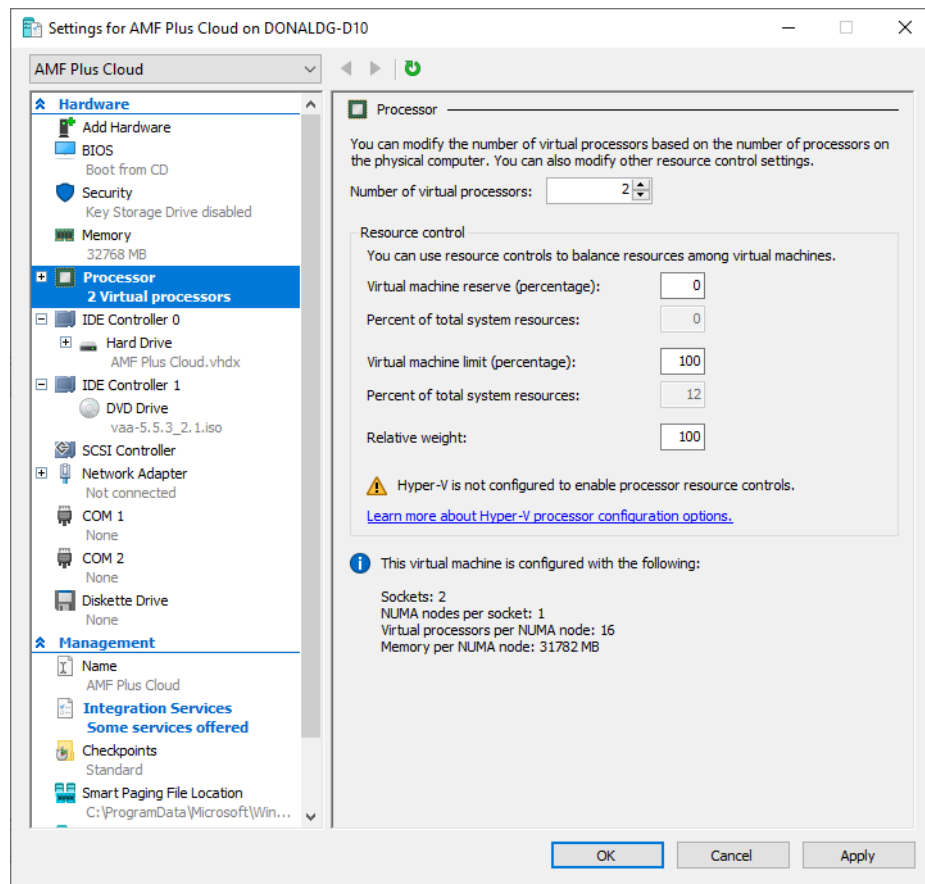 Settings for AMF Plus Cloud on DONALDG-D10
AMF Plus Cloud
Hardware
Add Hardware
BIOS
Boot from CD
Security
Key Storage Drive disabled
Memory
32768 MB
Processor
2 Virtual processors
IDE Controller 0
Hard Drive
AMF Plus Cloud.vhdx
IDE Controller 1
DVD Drive
vaa-5.5.3_2.1.iso
SCSI Controller
Network Adapter
Not connected
COM 1
None
COM 2
None
Diskette Drive
None
Management
Name
AMF Plus Cloud
Integration Services
Some services offered
Checkpoints
Standard
Smart Paging File Location
C:\ProgramData\Microsoft\Win...
Processor
You can modify the number of virtual processors based on the number of processors on
the physical computer. You can also modify other resource control settings.
Number of virtual processors: 2
Resource control
You can use resource controls to balance resources among virtual machines.
Virtual machine reserve (percentage): 0
Percent of total system resources: 0
Virtual machine limit (percentage): 100
Percent of total system resources: 12
Relative weight: 100
Hyper-V is not configured to enable processor resource controls.
Learn more about Hyper-V processor configuration options.
This virtual machine is configured with the following:
Sockets: 2
NUMA nodes per socket: 1
Virtual processors per NUMA node: 16
Memory per NUMA node: 31782 MB
OK
Cancel
Apply